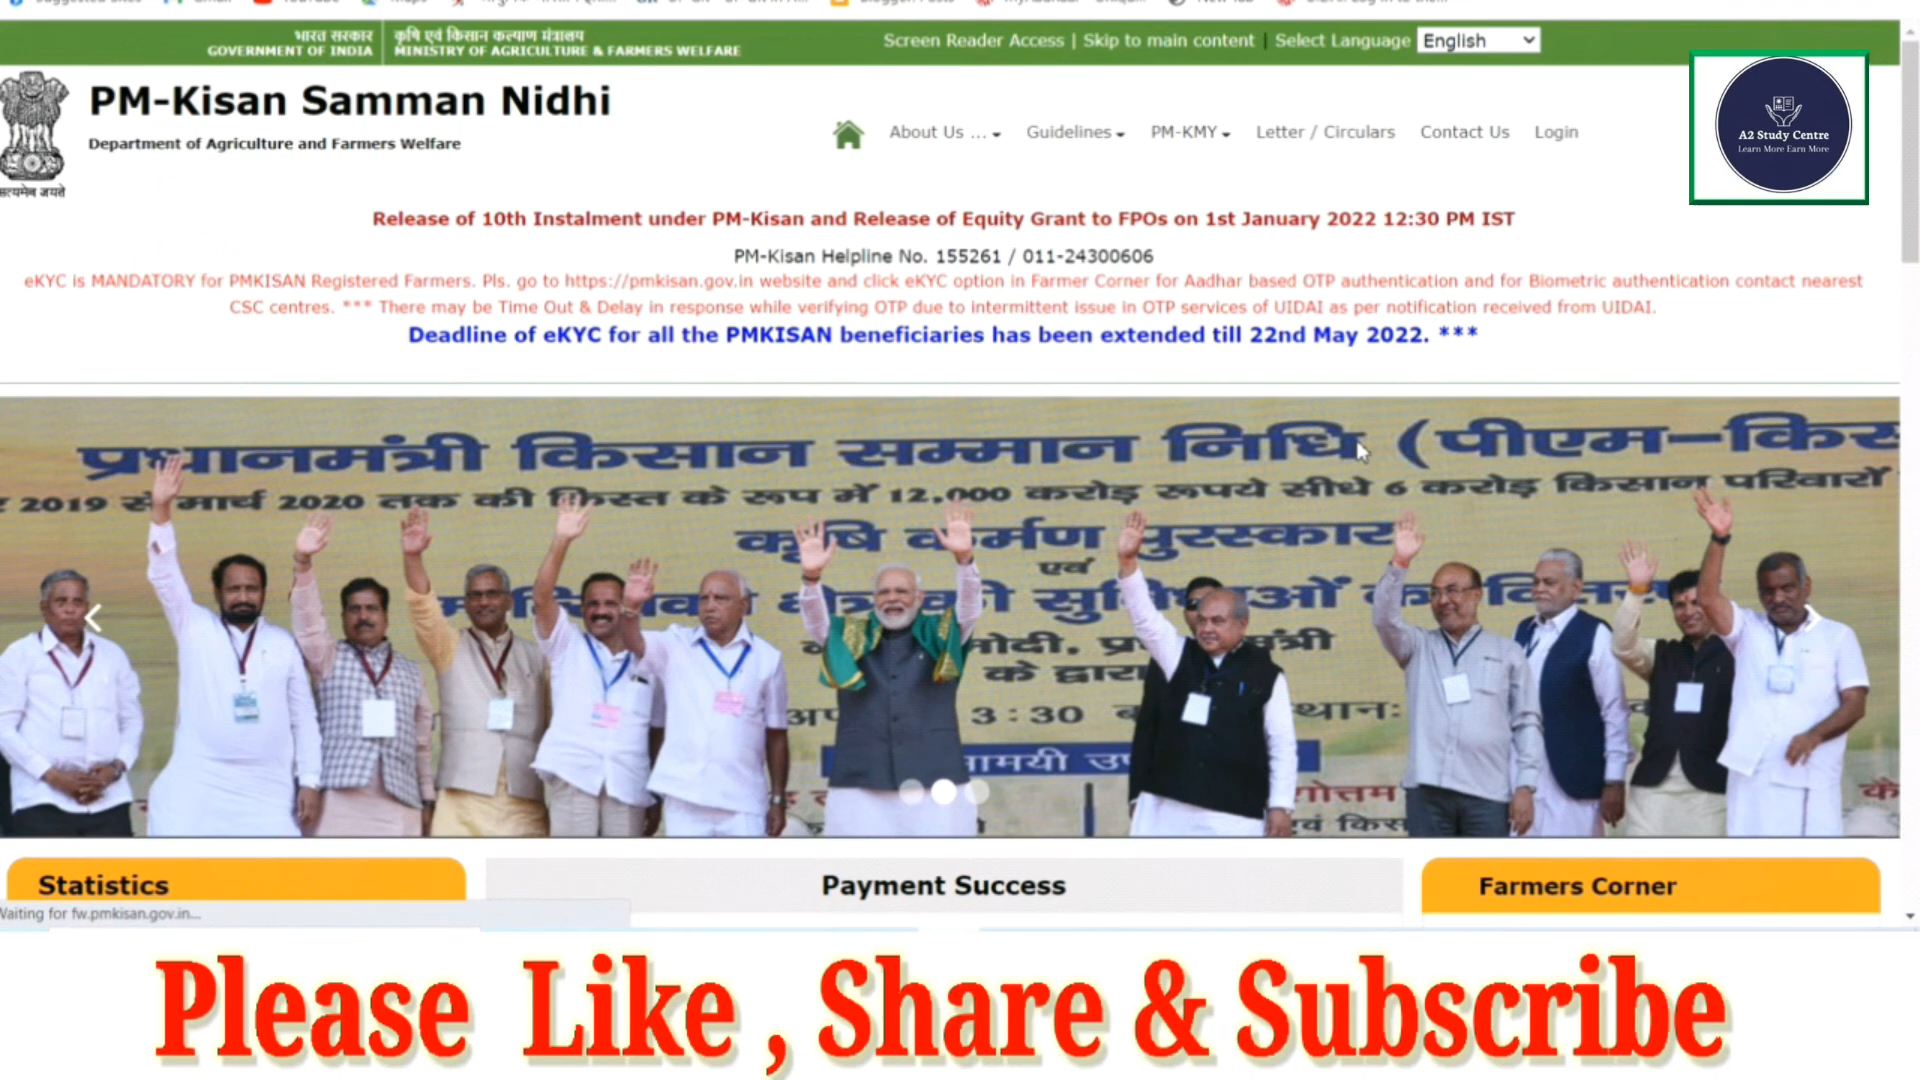 भारत सरकार
GOVERNMENT OF INDIA
कृषि एवं किसान कल्याण मंत्रालय
MINISTRY OF AGRICULTURE & FARMERS WELFARE
Screen Reader Access | Skip to main content | Select Language English
PM-Kisan Samman Nidhi
Department of Agriculture and Farmers Welfare
सत्यमेव जयते
About Us ... Guidelines PM-KMY Letter / Circulars Contact Us Login
A2 Study Centre
Learn More Earn More
Release of 10th Instalment under PM-Kisan and Release of Equity Grant to FPOs on 1st January 2022 12:30 PM IST
PM-Kisan Helpline No. 155261 / 011-24300606
eKYC is MANDATORY for PMKISAN Registered Farmers. Pls. go to https://pmkisan.gov.in website and click eKYC option in Farmer Corner for Aadhar based OTP authentication and for Biometric authentication contact nearest
CSC centres. *** There may be Time Out & Delay in response while verifying OTP due to intermittent issue in OTP services of UIDAI as per notification received from UIDAI.
Deadline of eKYC for all the PMKISAN beneficiaries has been extended till 22nd May 2022. ***
प्रधानमंत्री किसान सम्मान निधि (पीएम-किस
2019 से मार्च 2020 तक की किस्त के रूप में 12,000 करोड़ रूपये सीधे 6 करोड़ किसान परिवारों
कृषि कर्मण पुरस्कार
एवं
की सुविधाओं का वितरण
मोदी,
के द्वारा
3:30
Statistics
Payment Success
Farmers Corner
Waiting for fw.pmkisan.gov.in...
Please Like , Share & Subscribe